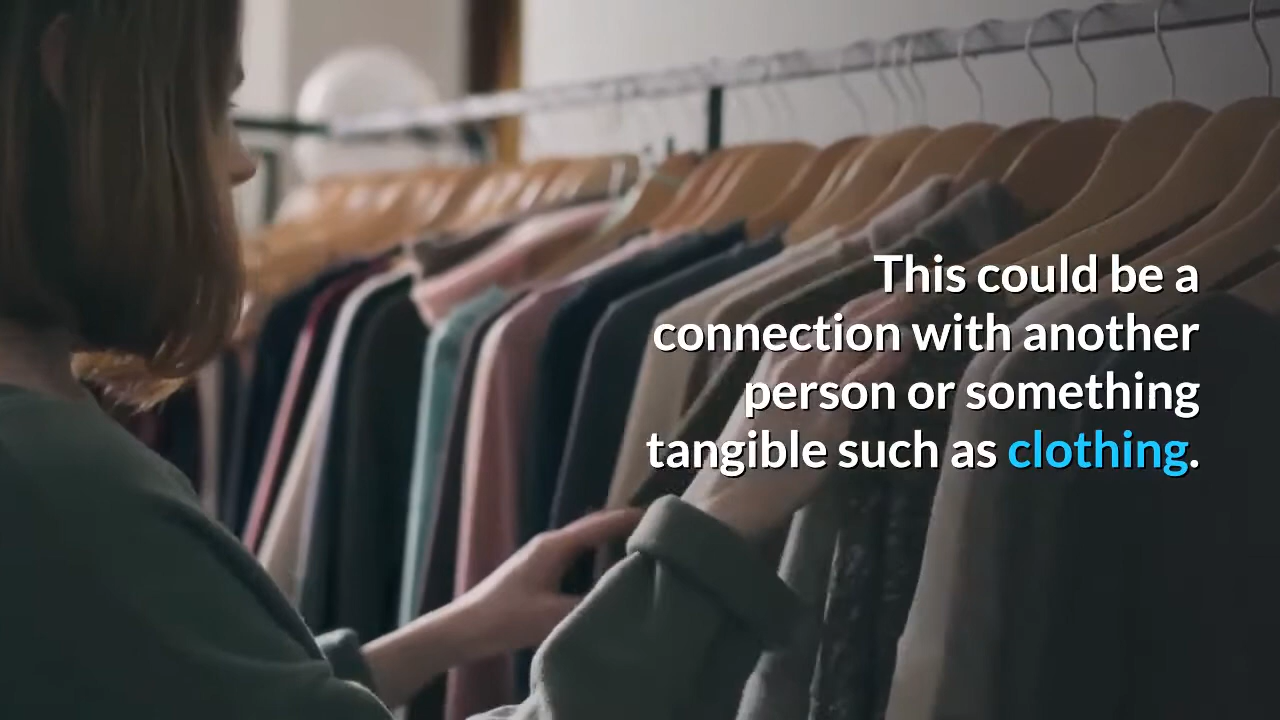 This could be a
connection with another
person or something
tangible such as clothing.